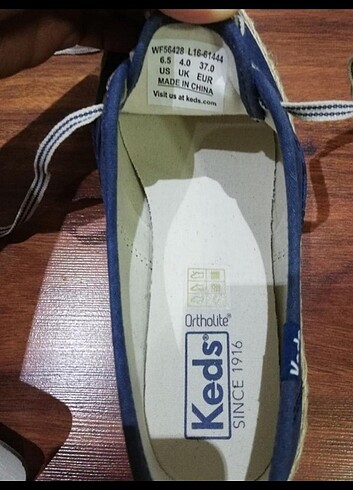 WF56428 L16-61444
6.5 4.0 37.0
US UK EUR
MADE IN CHINA
Visit us at keds.com
Ortholite®
Keds®
SINCE 1916
Keds